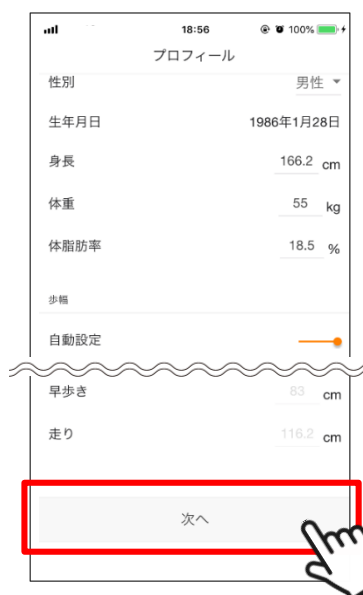 18:56 100%
プロフィール
性別 男性
生年月日 1986年1月28日
身長 166.2 cm
体重 55 kg
体脂肪率 18.5 %
歩幅
自動設定
早歩き 83 cm
走り 116.2 cm
次へ